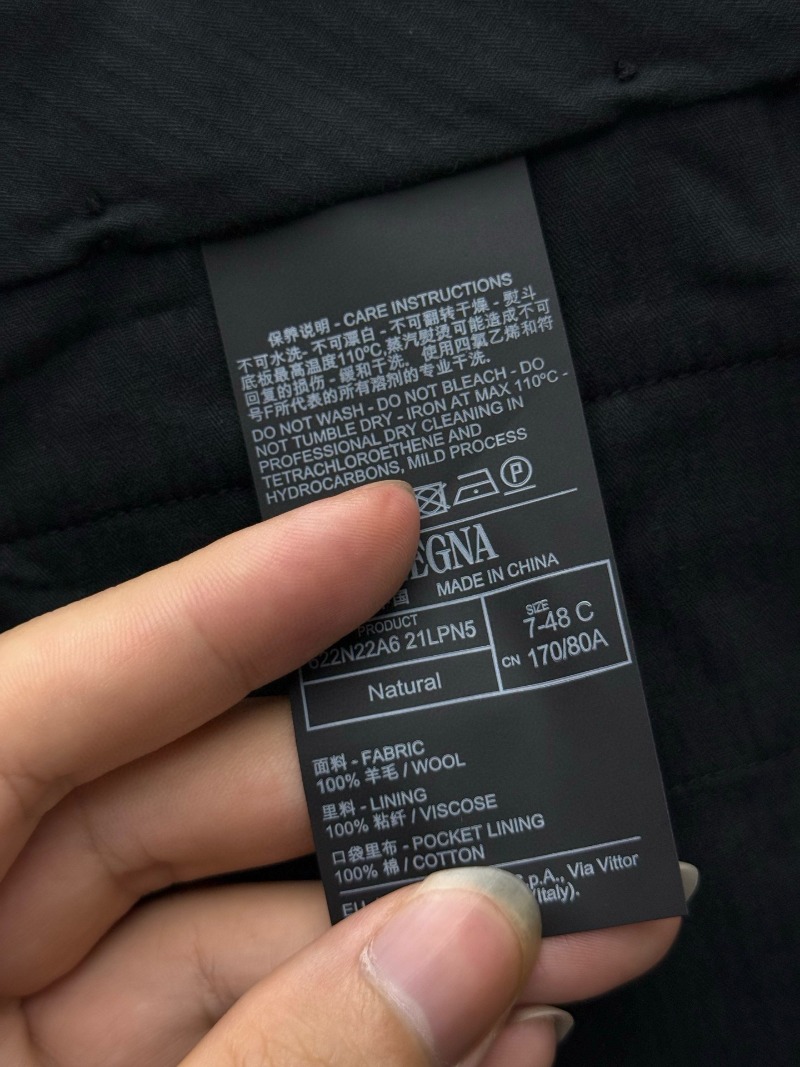 保养说明 - CARE INSTRUCTIONS
不可水洗- 不可漂白 - 不可翻转干燥 - 熨斗
底板最高温度110ºC,蒸汽熨烫可能造成不可
回复的损伤 - 缓和干洗. 使用四氯乙烯和符
号F所代表的所有溶剂的专业干洗.
DO NOT WASH - DO NOT BLEACH - DO
NOT TUMBLE DRY - IRON AT MAX 110ºC -
PROFESSIONAL DRY CLEANING IN
TETRACHLOROETHENE AND
HYDROCARBONS, MILD PROCESS
P
EGNA
国 MADE IN CHINA
PRODUCT
622N22A6 21LPN5
Natural
SIZE
7-48 C
CN 170/80A
面料 - FABRIC
100% 羊毛 / WOOL
里料 - LINING
100% 粘纤 / VISCOSE
口袋里布 - POCKET LINING
100% 棉 / COTTON
p.A., Via Vittor
Italy).